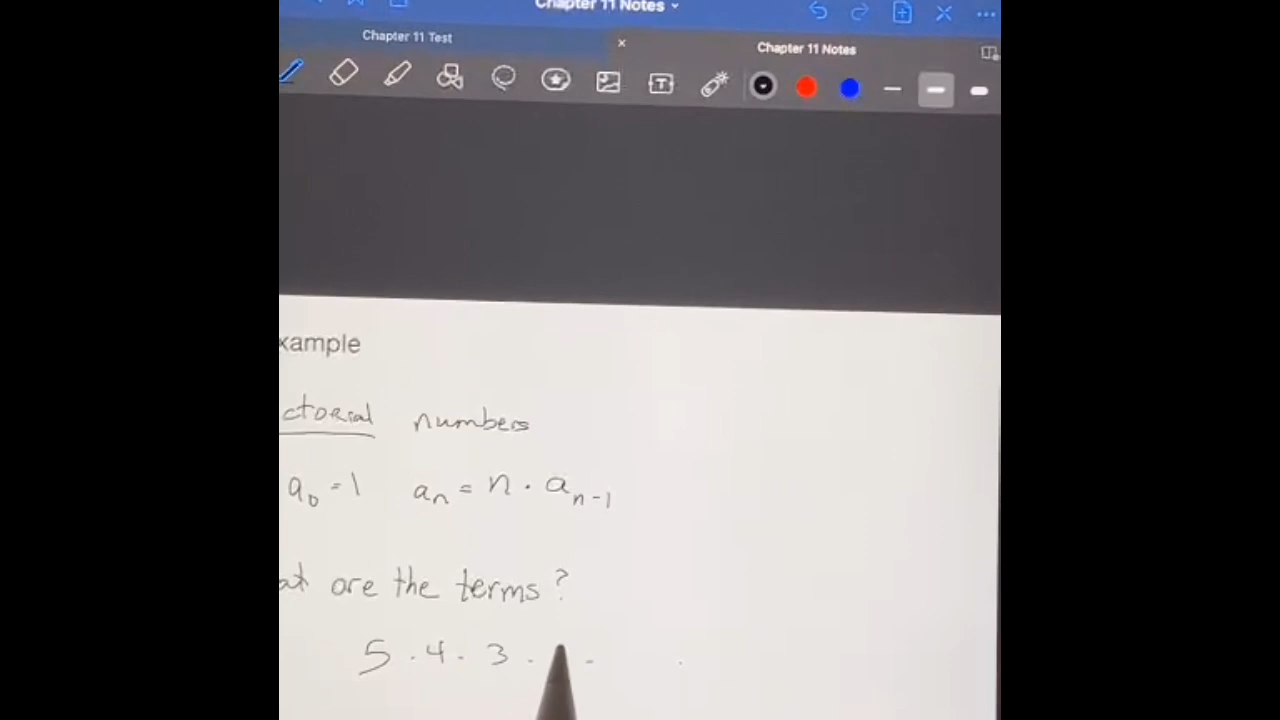 Chapter 11 Notes
Chapter 11 Test
Chapter 11 Notes
T
xample
ctorial numbers
a₀ = 1 aₙ = n · aₙ₋₁
at are the terms?
5 · 4 · 3 · ·